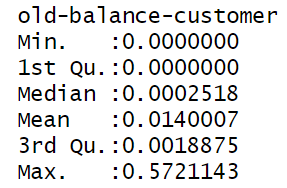 old-balance-customer
Min.   :0.0000000
1st Qu.:0.0000000
Median :0.0002518
Mean   :0.0140007
3rd Qu.:0.0018875
Max.   :0.5721143